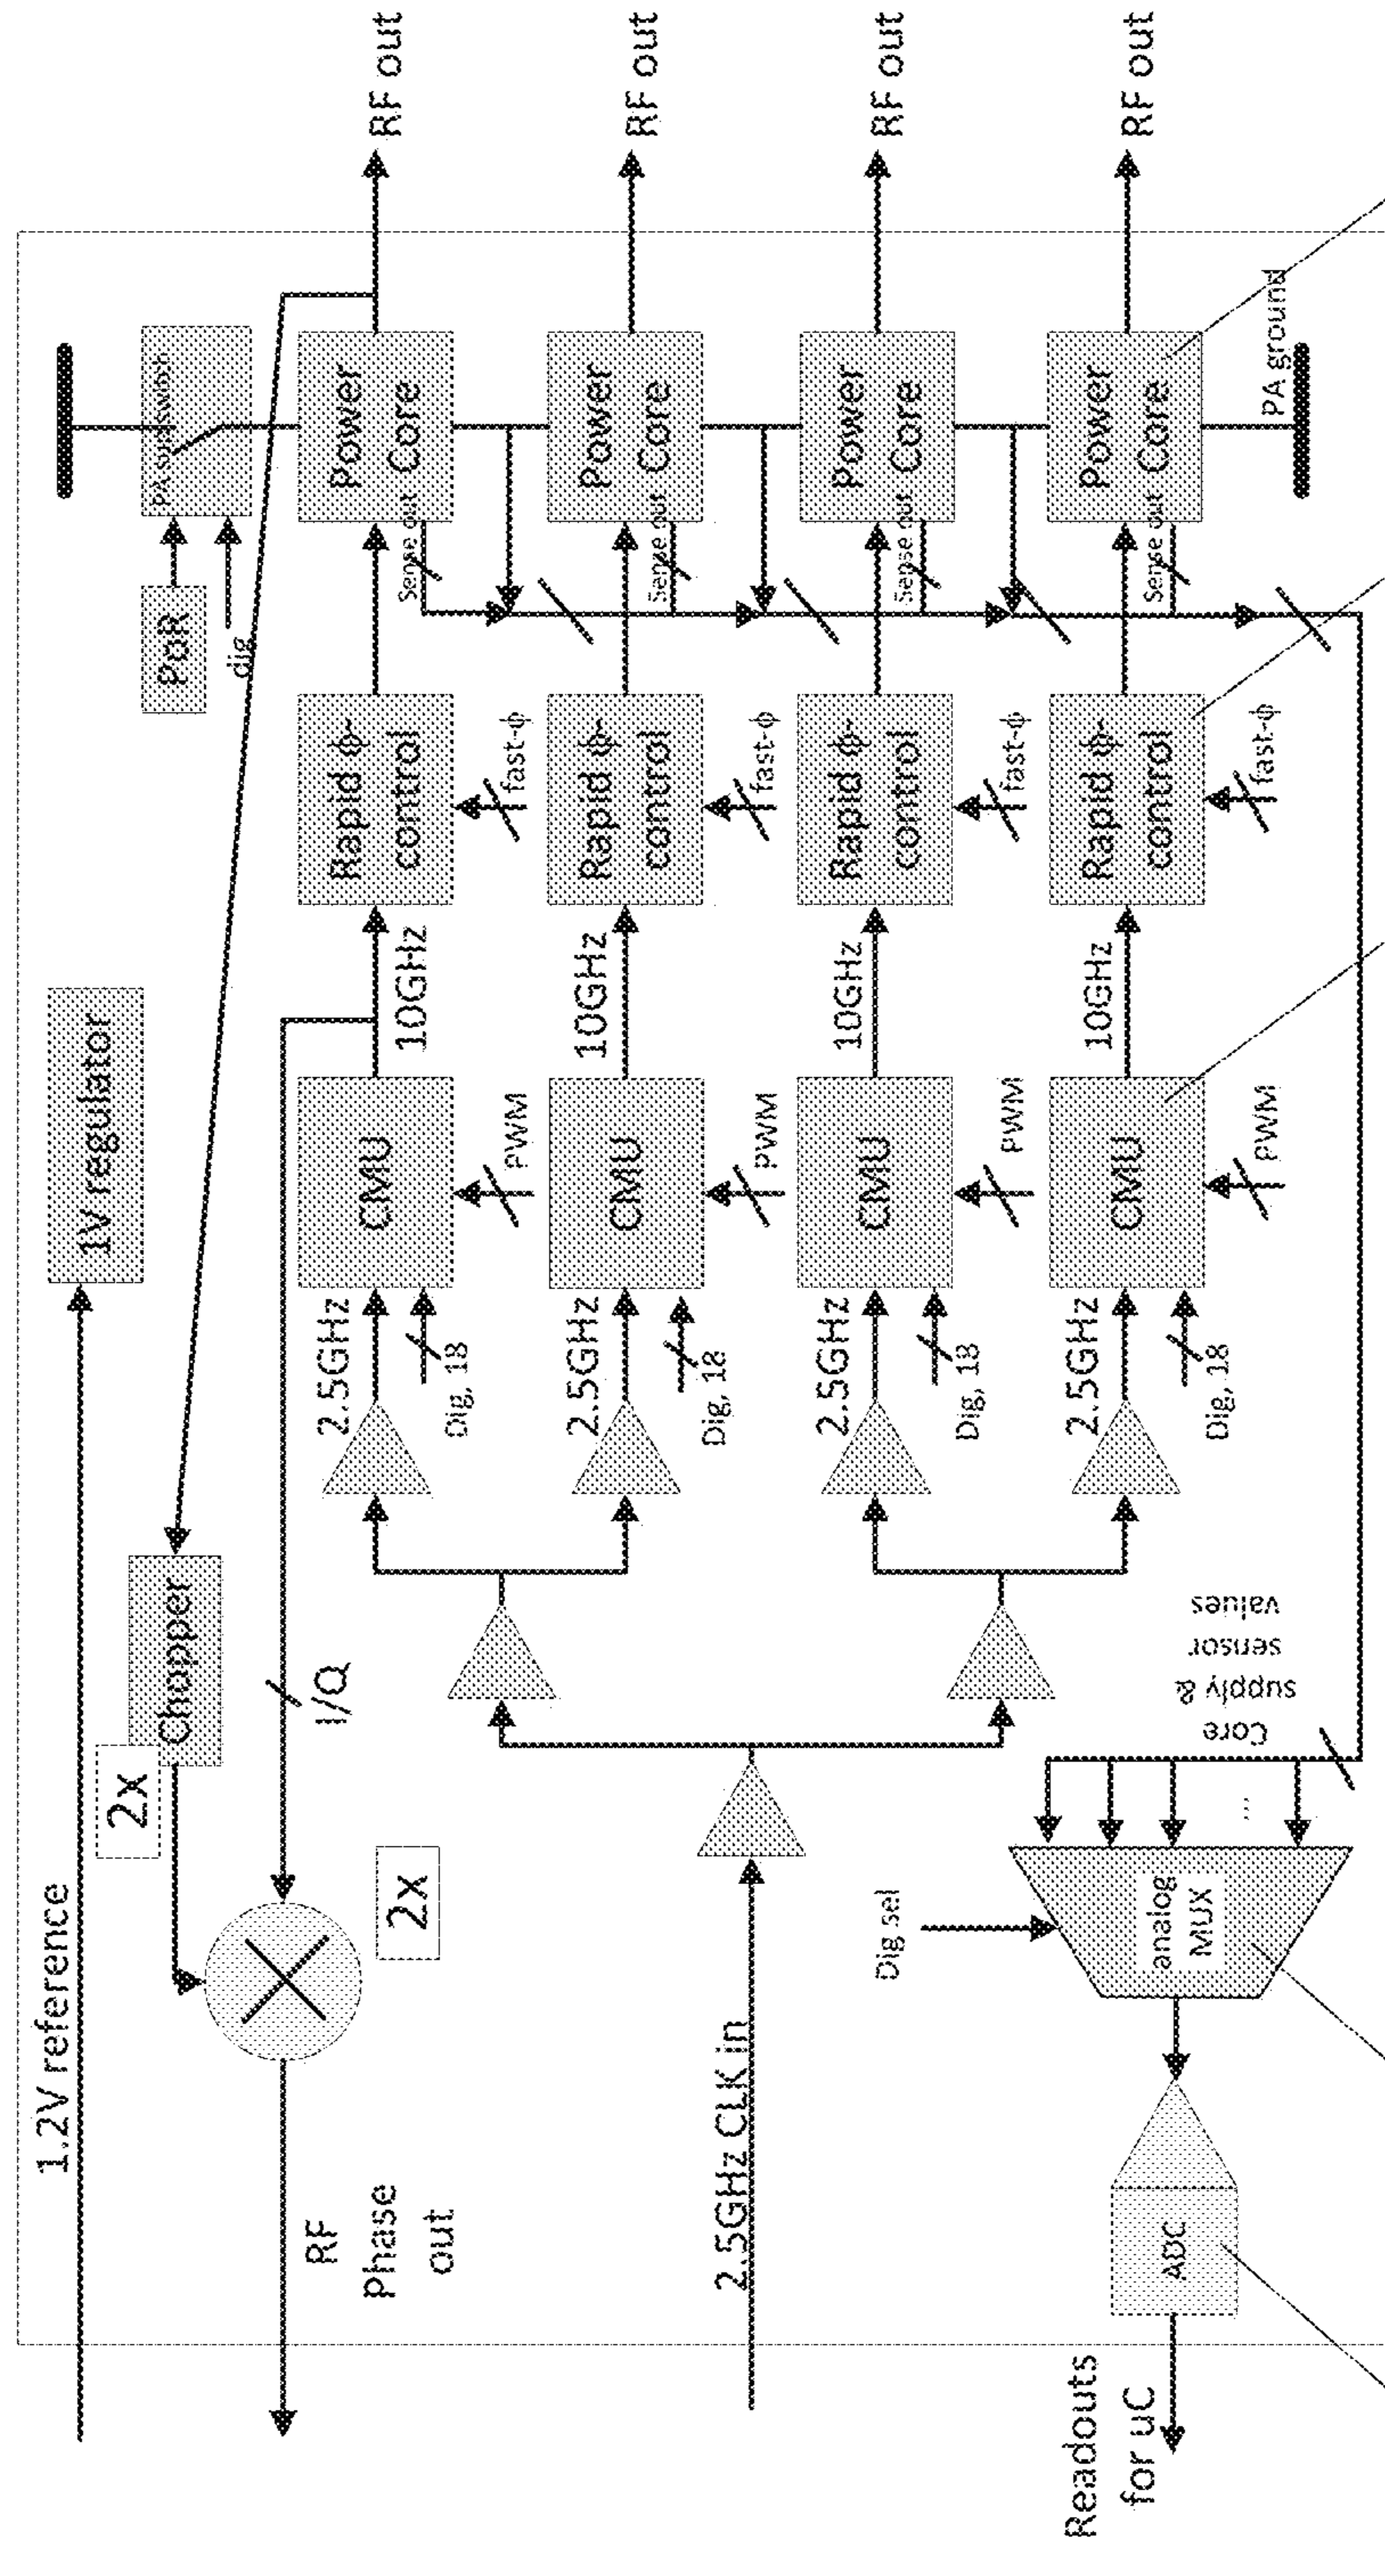 1.2V reference
1V regulator
PoR
dig
PA sup switch
2x
Chopper
2x
I/Q
RF
Phase
out
2.5GHz
Dig, 18
CMU
PWM
10GHz
Rapid ϕ-
control
fast-ϕ
Sense out
Power
Core
RF out
2.5GHz
Dig, 18
CMU
PWM
10GHz
Rapid ϕ-
control
fast-ϕ
Sense out
Power
Core
RF out
2.5GHz CLK in
2.5GHz
Dig, 18
CMU
PWM
10GHz
Rapid ϕ-
control
fast-ϕ
Sense out
Power
Core
RF out
2.5GHz
Dig, 18
CMU
PWM
10GHz
Rapid ϕ-
control
fast-ϕ
Sense out
Power
Core
RF out
PA ground
Dig sel
analog
MUX
...
Core
supply &
sensor
values
ADC
Readouts
for uC